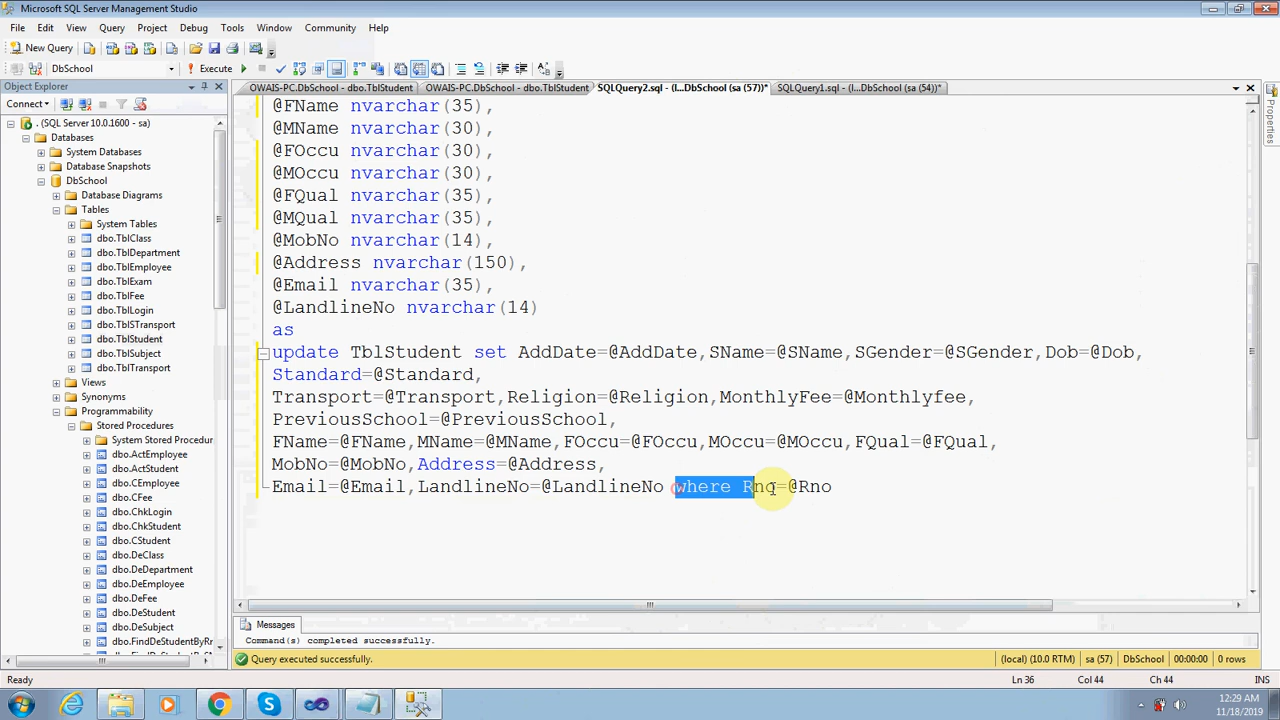 Microsoft SQL Server Management Studio
File Edit View Query Project Debug Tools Window Community Help
New Query
DbSchool Execute
Object Explorer
OWAIS-PC.DbSchool - dbo.TblStudent OWAIS-PC.DbSchool - dbo.TblStudent SQLQuery2.sql - (l...DbSchool (sa (57))* SQLQuery1.sql - (l...DbSchool (sa (54))*
Connect
. (SQL Server 10.0.1600 - sa)
Databases
System Databases
Database Snapshots
DbSchool
Database Diagrams
Tables
System Tables
dbo.TblClass
dbo.TblDepartment
dbo.TblEmployee
dbo.TblExam
dbo.TblFee
dbo.TblLogin
dbo.TblSTransport
dbo.TblStudent
dbo.TblSubject
dbo.TblTransport
Views
Synonyms
Programmability
Stored Procedures
System Stored Procedur
dbo.ActEmployee
dbo.ActStudent
dbo.CEmployee
dbo.CFee
dbo.ChkLogin
dbo.ChkStudent
dbo.CStudent
dbo.DeClass
dbo.DeDepartment
dbo.DeEmployee
dbo.DeFee
dbo.DeStudent
dbo.DeSubject
dbo.FindDeStudentByRr
@FName nvarchar(35),
@MName nvarchar(30),
@FOccu nvarchar(30),
@MOccu nvarchar(30),
@FQual nvarchar(35),
@MQual nvarchar(35),
@MobNo nvarchar(14),
@Address nvarchar(150),
@Email nvarchar(35),
@LandlineNo nvarchar(14)
as
update TblStudent set AddDate=@AddDate,SName=@SName,SGender=@SGender,Dob=@Dob,
Standard=@Standard,
Transport=@Transport,Religion=@Religion,MonthlyFee=@Monthlyfee,
PreviousSchool=@PreviousSchool,
FName=@FName,MName=@MName,FOccu=@FOccu,MOccu=@MOccu,FQual=@FQual,
MobNo=@MobNo,Address=@Address,
Email=@Email,LandlineNo=@LandlineNo where Rno=@Rno
Properties
Messages
Command(s) completed successfully.
Query executed successfully. (local) (10.0 RTM) sa (57) DbSchool 00:00:00 0 rows
Ready Ln 36 Col 44 Ch 44 INS
12:29 AM
11/18/2019